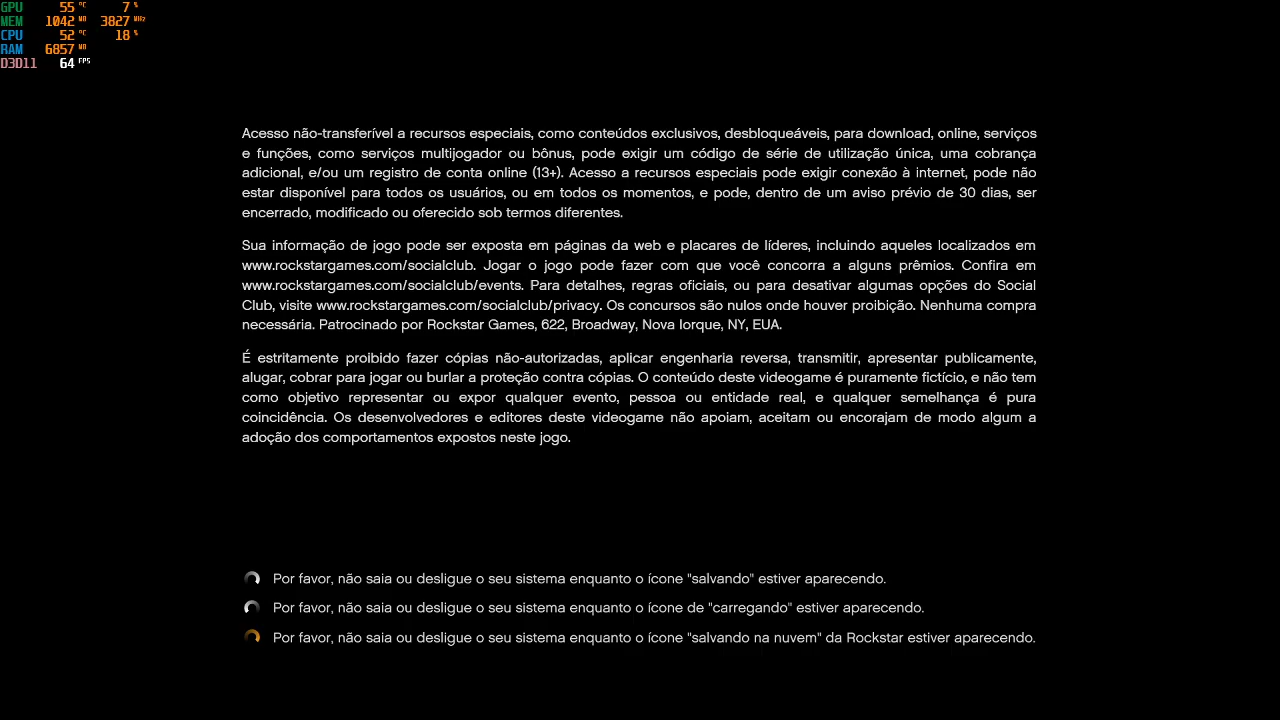 GPU 55 °C 7 %
MEM 1042 MB 3827 MHz
CPU 52 °C 18 %
RAM 6857 MB
D3D11 64 FPS
Acesso não-transferível a recursos especiais, como conteúdos exclusivos, desbloqueáveis, para download, online, serviços
e funções, como serviços multijogador ou bônus, pode exigir um código de série de utilização única, uma cobrança
adicional, e/ou um registro de conta online (13+). Acesso a recursos especiais pode exigir conexão à internet, pode não
estar disponível para todos os usuários, ou em todos os momentos, e pode, dentro de um aviso prévio de 30 dias, ser
encerrado, modificado ou oferecido sob termos diferentes.
Sua informação de jogo pode ser exposta em páginas da web e placares de líderes, incluindo aqueles localizados em
www.rockstargames.com/socialclub. Jogar o jogo pode fazer com que você concorra a alguns prêmios. Confira em
www.rockstargames.com/socialclub/events. Para detalhes, regras oficiais, ou para desativar algumas opções do Social
Club, visite www.rockstargames.com/socialclub/privacy. Os concursos são nulos onde houver proibição. Nenhuma compra
necessária. Patrocinado por Rockstar Games, 622, Broadway, Nova Iorque, NY, EUA.
É estritamente proibido fazer cópias não-autorizadas, aplicar engenharia reversa, transmitir, apresentar publicamente,
alugar, cobrar para jogar ou burlar a proteção contra cópias. O conteúdo deste videogame é puramente fictício, e não tem
como objetivo representar ou expor qualquer evento, pessoa ou entidade real, e qualquer semelhança é pura
coincidência. Os desenvolvedores e editores deste videogame não apoiam, aceitam ou encorajam de modo algum a
adoção dos comportamentos expostos neste jogo.
Por favor, não saia ou desligue o seu sistema enquanto o ícone "salvando" estiver aparecendo.
Por favor, não saia ou desligue o seu sistema enquanto o ícone de "carregando" estiver aparecendo.
Por favor, não saia ou desligue o seu sistema enquanto o ícone "salvando na nuvem" da Rockstar estiver aparecendo.